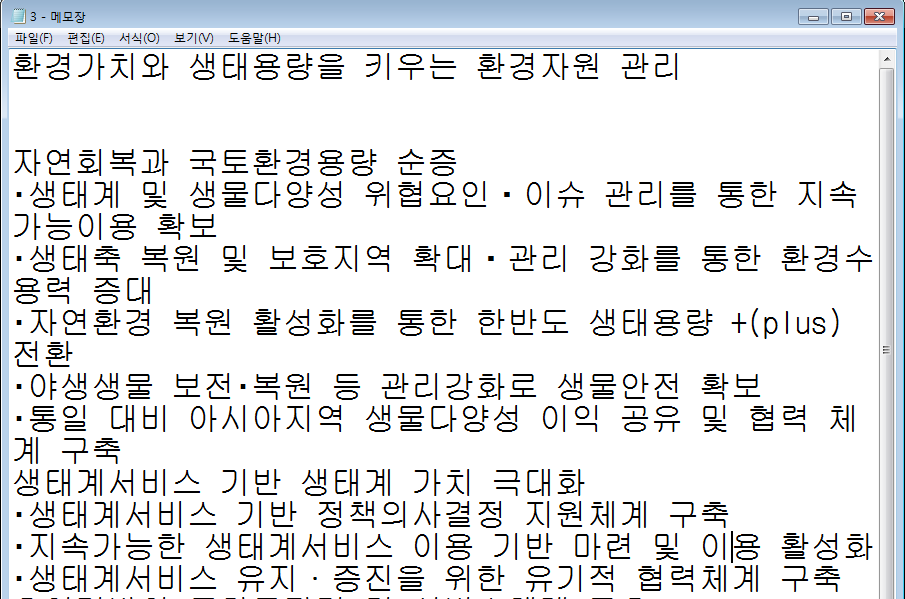 3 - 메모장
파일(F) 편집(E) 서식(O) 보기(V) 도움말(H)
환경가치와 생태용량을 키우는 환경자원 관리
자연회복과 국토환경용량 순증
·생태계 및 생물다양성 위협요인·이슈 관리를 통한 지속
가능이용 확보
·생태축 복원 및 보호지역 확대·관리 강화를 통한 환경수
용력 증대
·자연환경 복원 활성화를 통한 한반도 생태용량 +(plus)
전환
·야생생물 보전·복원 등 관리강화로 생물안전 확보
·통일 대비 아시아지역 생물다양성 이익 공유 및 협력 체
계 구축
생태계서비스 기반 생태계 가치 극대화
·생태계서비스 기반 정책의사결정 지원체계 구축
·지속가능한 생태계서비스 이용 기반 마련 및 이용 활성화
·생태계서비스 유지·증진을 위한 유기적 협력체계 구축